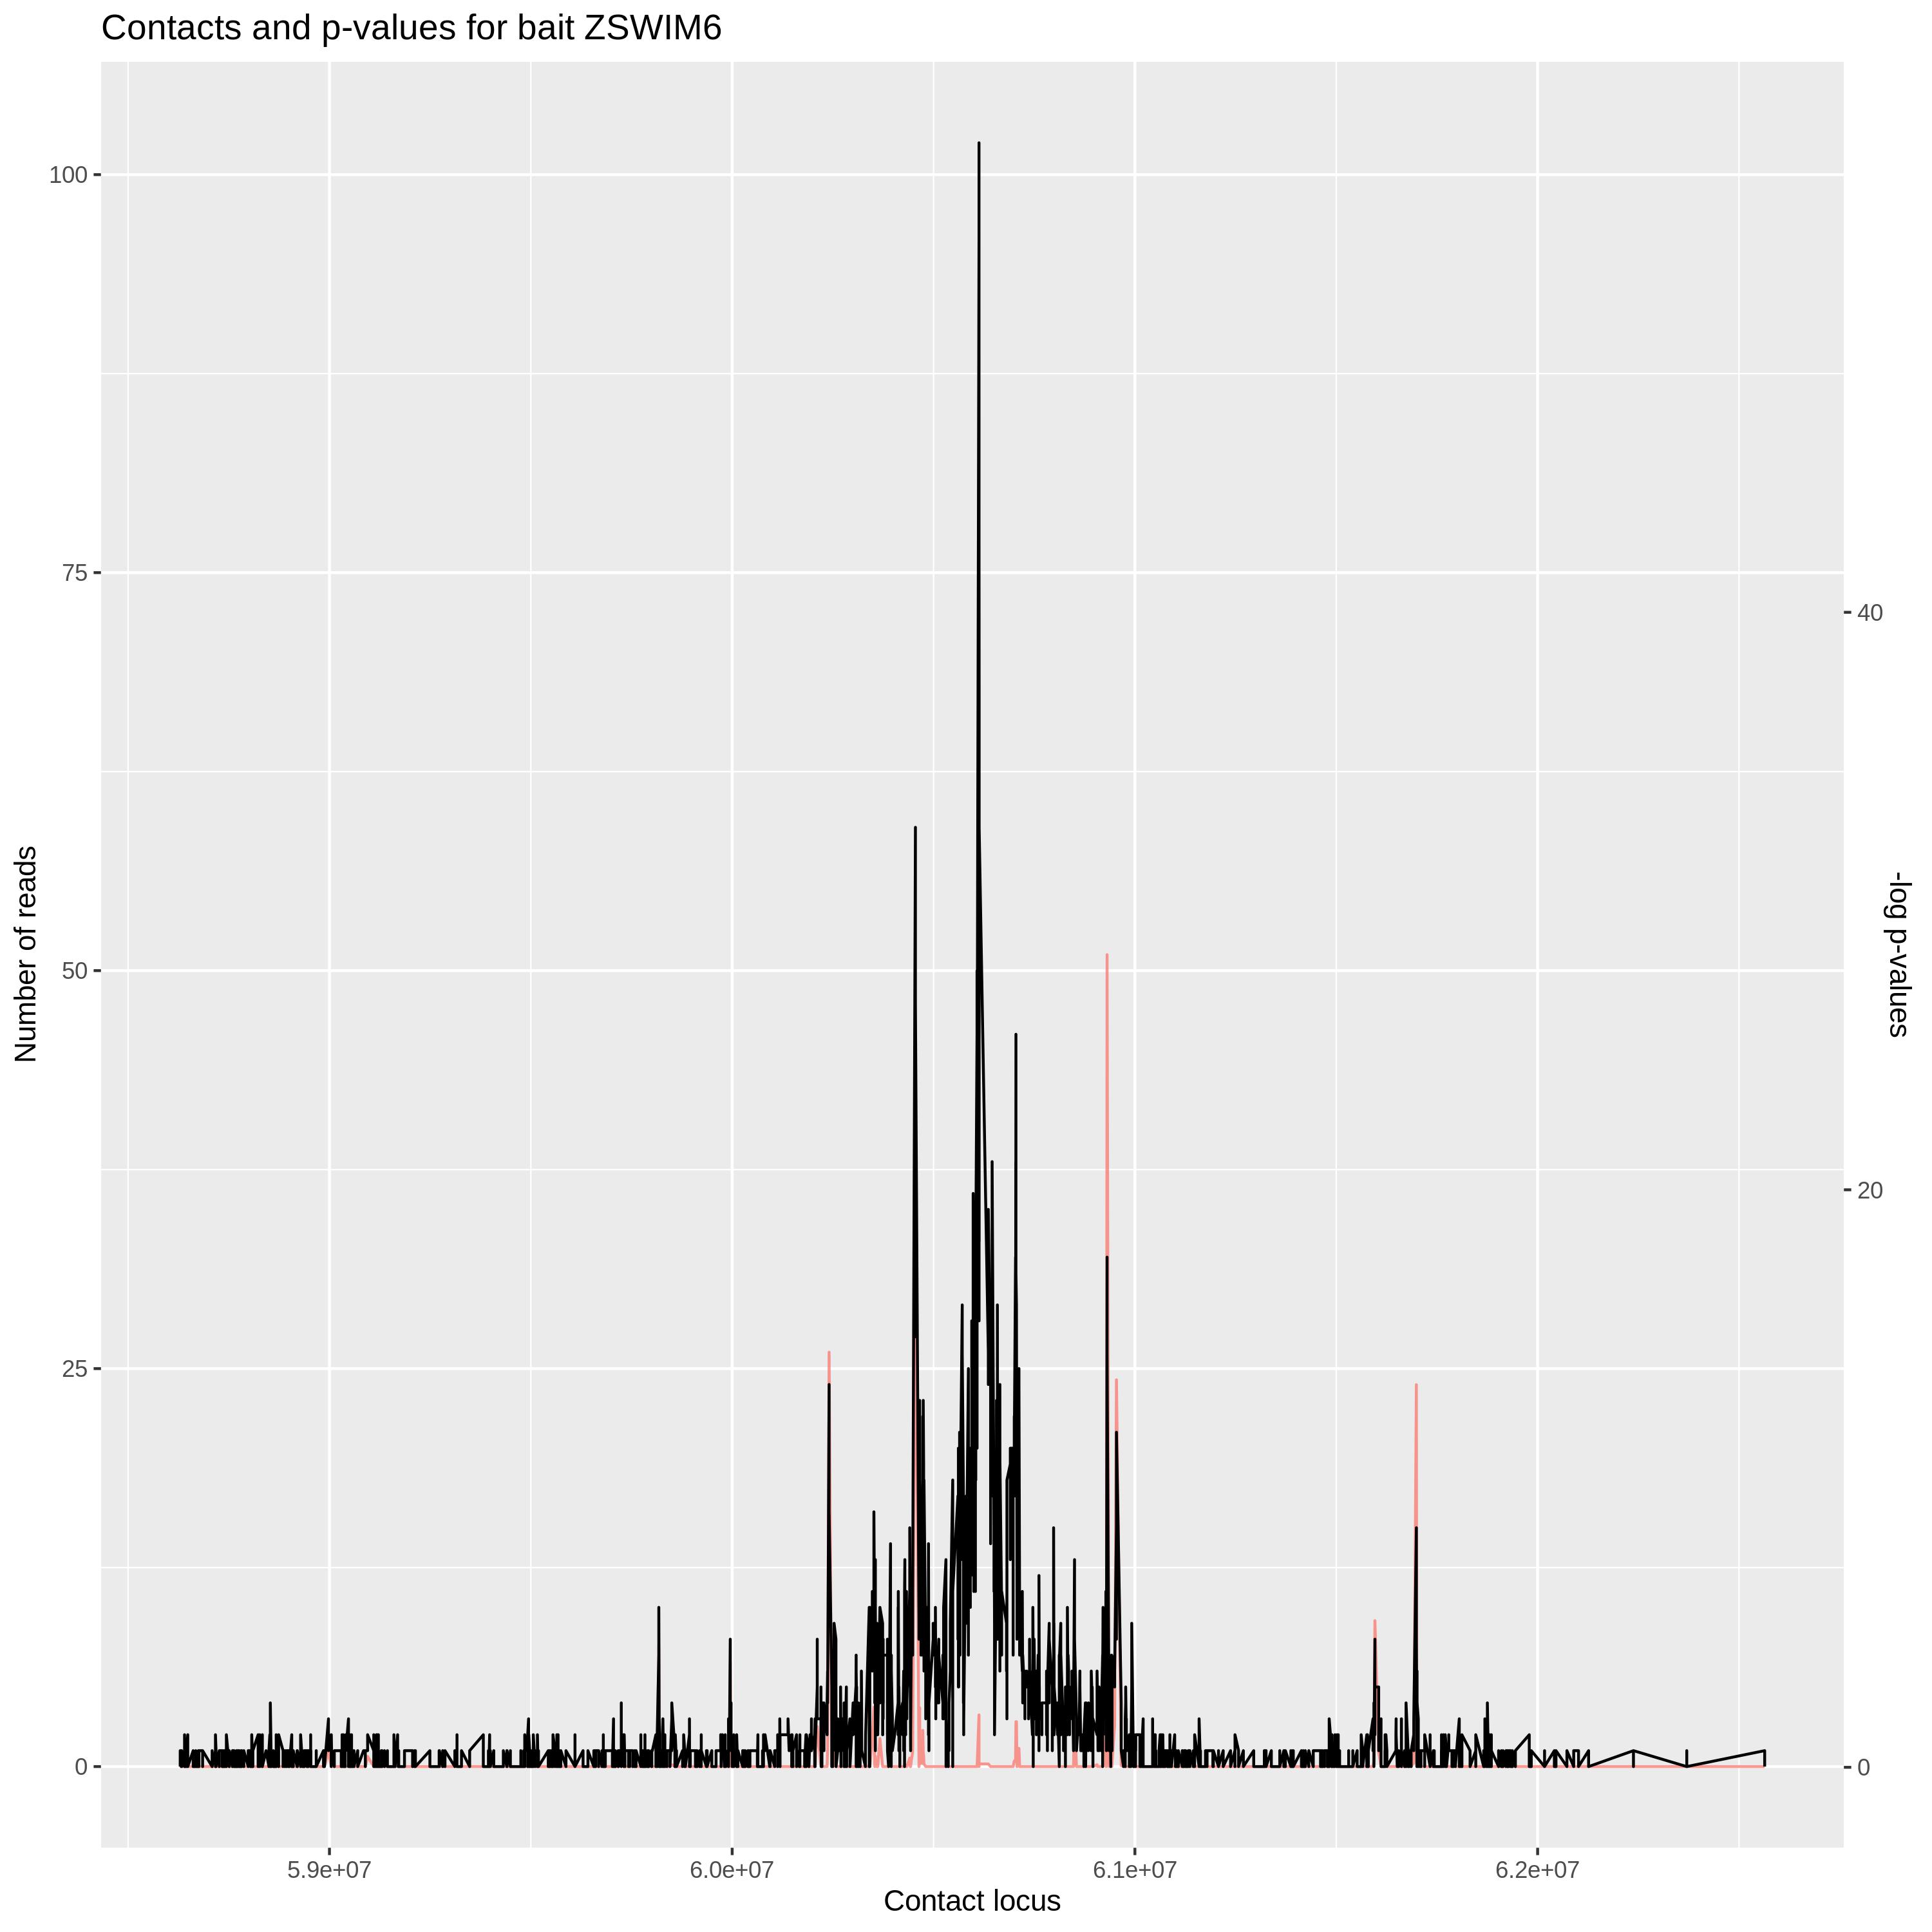 Contacts and p-values for bait ZSWIM6
100
75
50
25
0
Number of reads
40
20
0
-log p-values
5.9e+07
6.0e+07
6.1e+07
6.2e+07
Contact locus